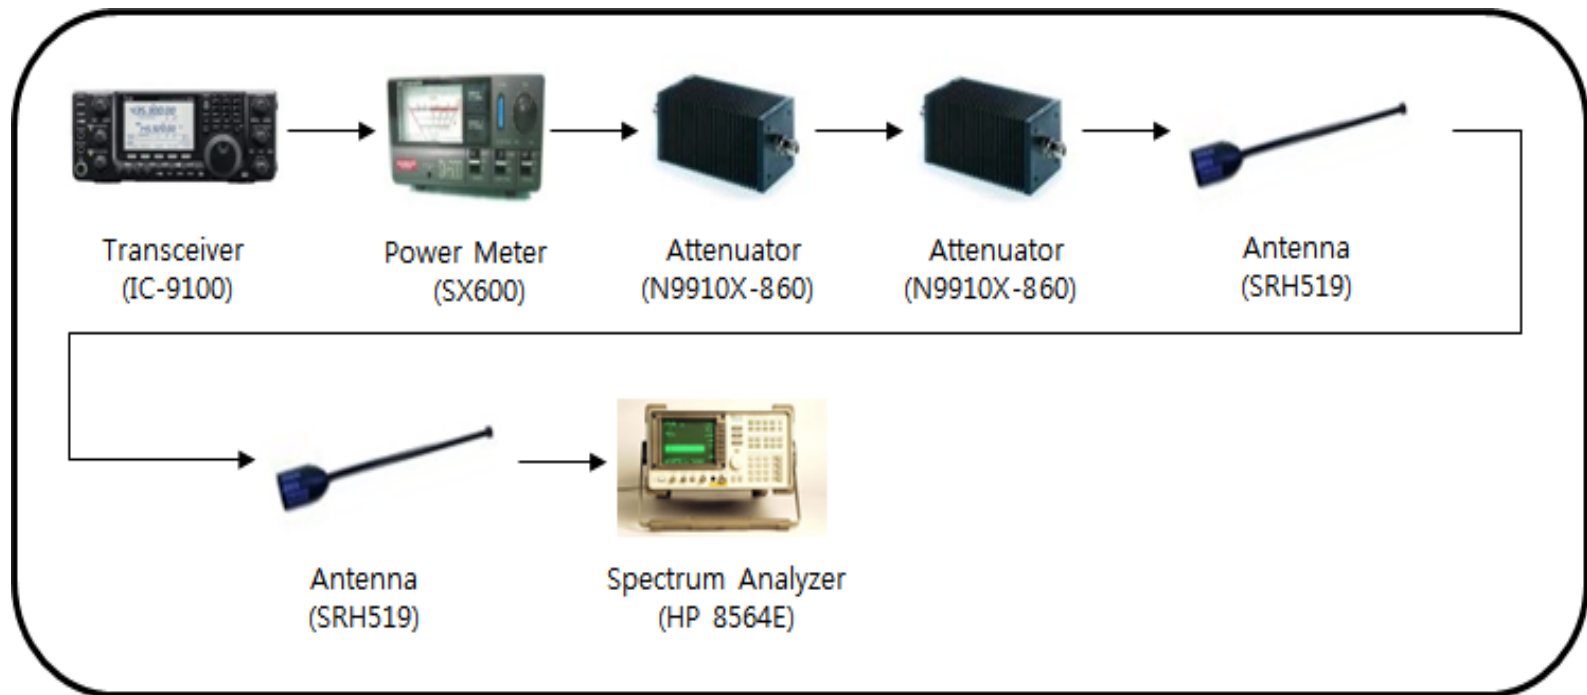 Transceiver
(IC-9100)
Power Meter
(SX600)
Attenuator
(N9910X-860)
Attenuator
(N9910X-860)
Antenna
(SRH519)
Antenna
(SRH519)
Spectrum Analyzer
(HP 8564E)